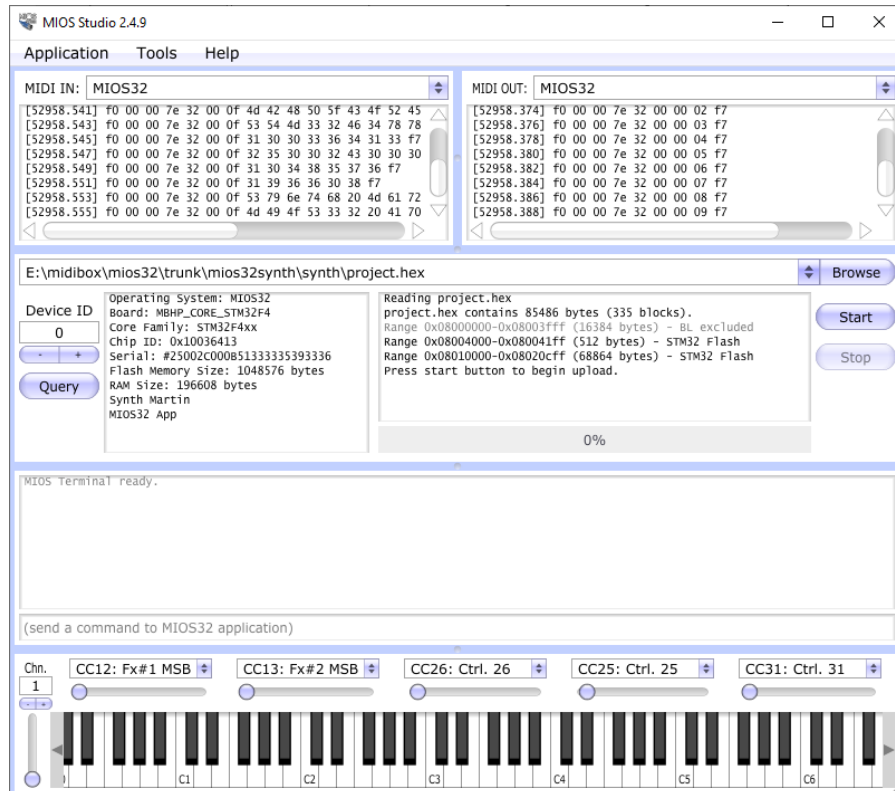 MIOS Studio 2.4.9
Application Tools Help
MIDI IN: MIOS32
[52958.541] f0 00 00 7e 32 00 0f 4d 42 48 50 5f 43 4f 52 45
[52958.543] f0 00 00 7e 32 00 0f 53 54 4d 33 32 46 34 78 78
[52958.545] f0 00 00 7e 32 00 0f 31 30 30 33 36 34 31 33 f7
[52958.547] f0 00 00 7e 32 00 0f 32 35 30 30 32 43 30 30 30
[52958.549] f0 00 00 7e 32 00 0f 31 30 34 38 35 37 36 f7
[52958.551] f0 00 00 7e 32 00 0f 31 39 36 36 30 38 f7
[52958.553] f0 00 00 7e 32 00 0f 53 79 6e 74 68 20 4d 61 72
[52958.555] f0 00 00 7e 32 00 0f 4d 49 4f 53 33 32 20 41 70
MIDI OUT: MIOS32
[52958.374] f0 00 00 7e 32 00 00 02 f7
[52958.376] f0 00 00 7e 32 00 00 03 f7
[52958.378] f0 00 00 7e 32 00 00 04 f7
[52958.380] f0 00 00 7e 32 00 00 05 f7
[52958.382] f0 00 00 7e 32 00 00 06 f7
[52958.384] f0 00 00 7e 32 00 00 07 f7
[52958.386] f0 00 00 7e 32 00 00 08 f7
[52958.388] f0 00 00 7e 32 00 00 09 f7
E:\midibox\mios32\trunk\mios32synth\synth\project.hex
Browse
Device ID
0
- +
Query
Operating System: MIOS32
Board: MBHP_CORE_STM32F4
Core Family: STM32F4xx
Chip ID: 0x10036413
Serial: #25002C000B51333335393336
Flash Memory Size: 1048576 bytes
RAM Size: 196608 bytes
Synth Martin
MIOS32 App
Reading project.hex
project.hex contains 85486 bytes (335 blocks).
Range 0x08000000-0x08003fff (16384 bytes) - BL excluded
Range 0x08004000-0x080041ff (512 bytes) - STM32 Flash
Range 0x08010000-0x08020cff (68864 bytes) - STM32 Flash
Press start button to begin upload.
0%
Start
Stop
MIOS Terminal ready.
(send a command to MIOS32 application)
Chn.
1
- +
CC12: Fx#1 MSB
CC13: Fx#2 MSB
CC26: Ctrl. 26
CC25: Ctrl. 25
CC31: Ctrl. 31
C1 C2 C3 C4 C5 C6